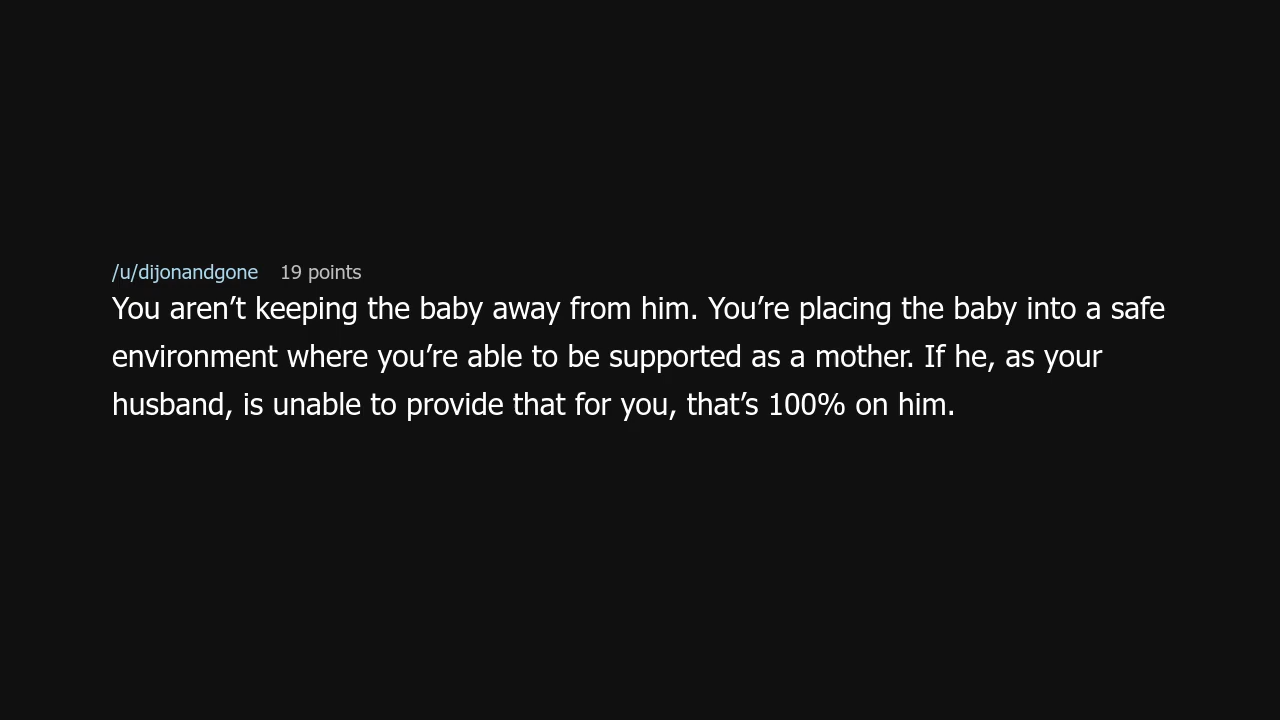 /u/dijonandgone 19 points
You aren’t keeping the baby away from him. You’re placing the baby into a safe
environment where you’re able to be supported as a mother. If he, as your
husband, is unable to provide that for you, that’s 100% on him.